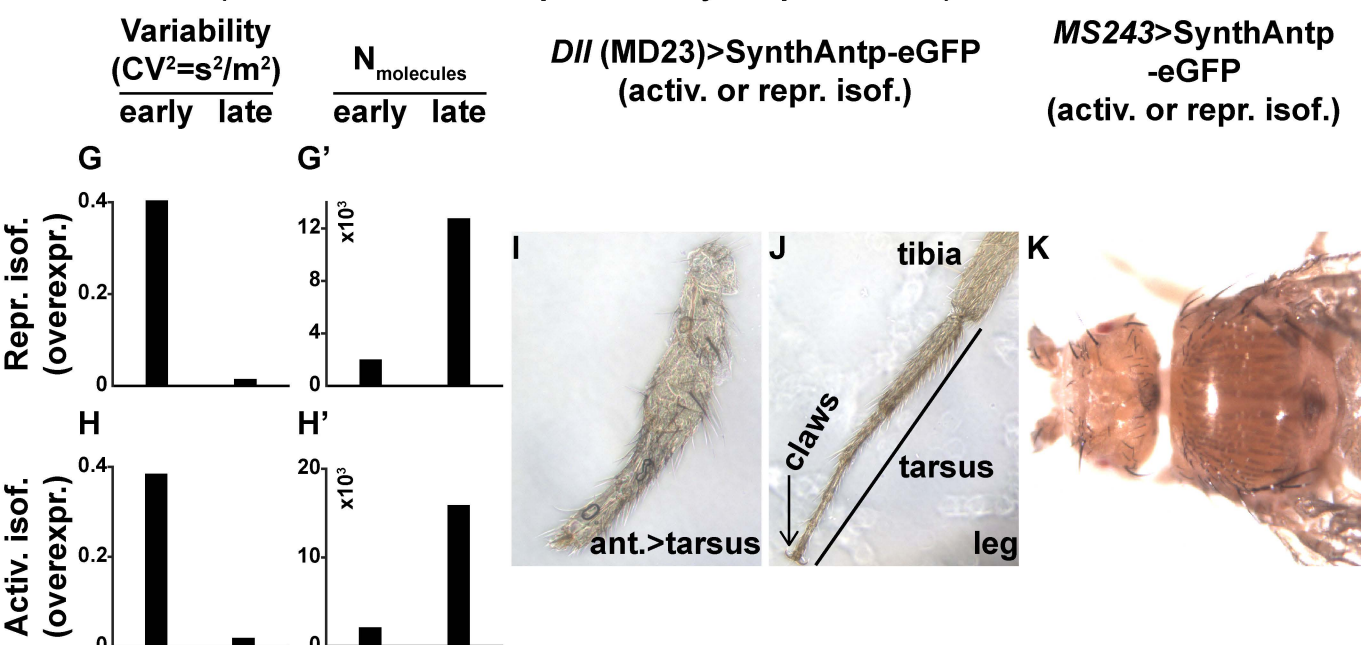 Variability
(CV²=s²/m²)
early late
N molecules
early late
Dll (MD23)>SynthAntp-eGFP
(activ. or repr. isof.)
MS243>SynthAntp
-eGFP
(activ. or repr. isof.)
G
Repr. isof.
(overexpr.)
0.4
0.2
0
G’
x10³
12
8
4
0
H
Activ. isof.
(overexpr.)
0.4
0.2
0
H’
x10³
20
10
0
I
ant.>tarsus
J
tibia
claws
tarsus
leg
K